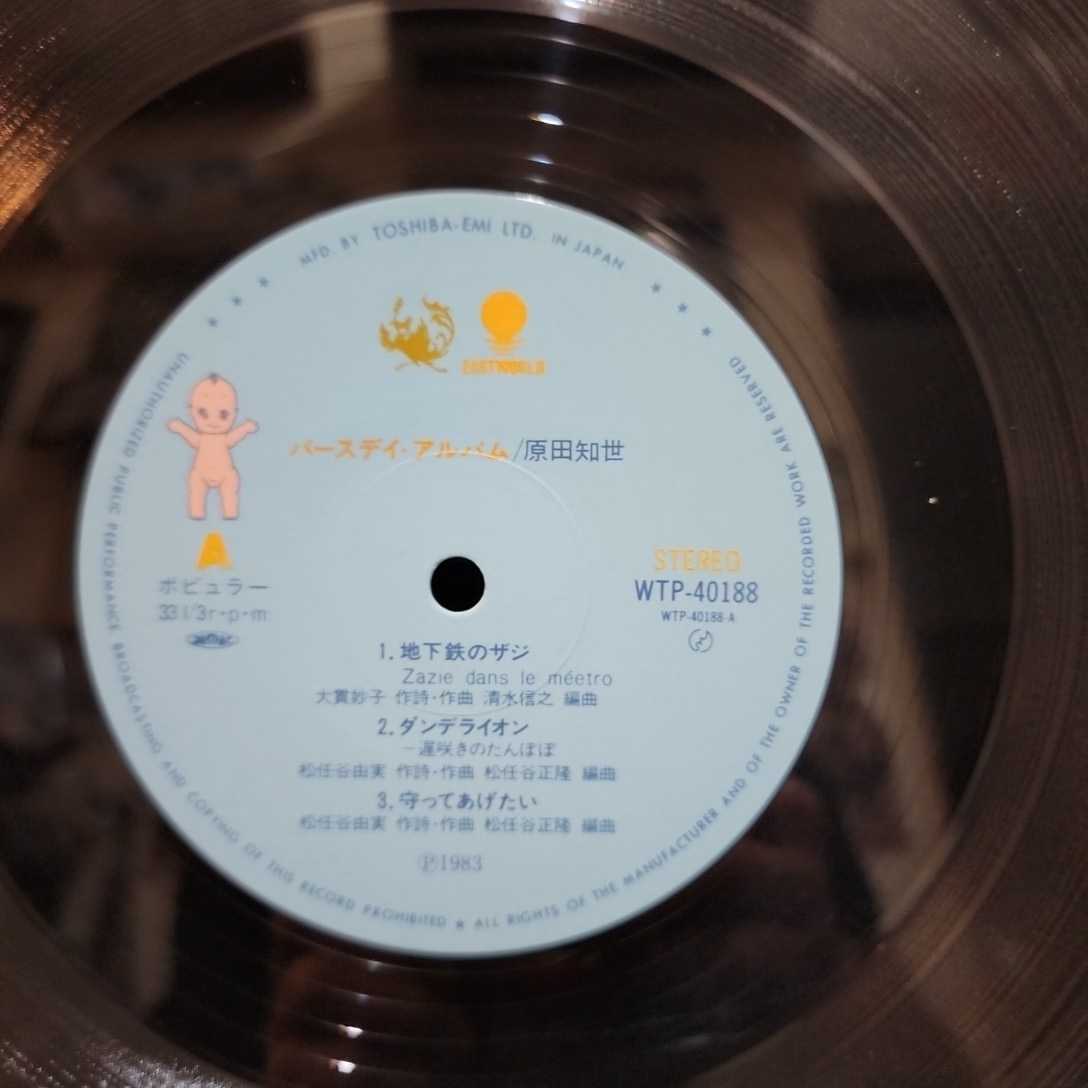 MFD. BY TOSHIBA-EMI LTD. IN JAPAN
EASTWORLD
バースデイ・アルバム/原田知世
A
ポピュラー
33 1/3 r・p・m
STEREO
WTP-40188
WTP-40188-A
1. 地下鉄のザジ
Zazie dans le méetro
大貫妙子 作詩・作曲 清水信之 編曲
2. ダンデライオン
－遅咲きのたんぽぽ
松任谷由実 作詩・作曲 松任谷正隆 編曲
3. 守ってあげたい
松任谷由実 作詩・作曲 松任谷正隆 編曲
Ⓟ1983
UNAUTHORIZED PUBLIC PERFORMANCE BROADCASTING AND COPYING OF THIS RECORD PROHIBITED ★ ALL RIGHTS OF THE MANUFACTURER AND OF THE OWNER OF THE RECORDED WORK ARE RESERVED